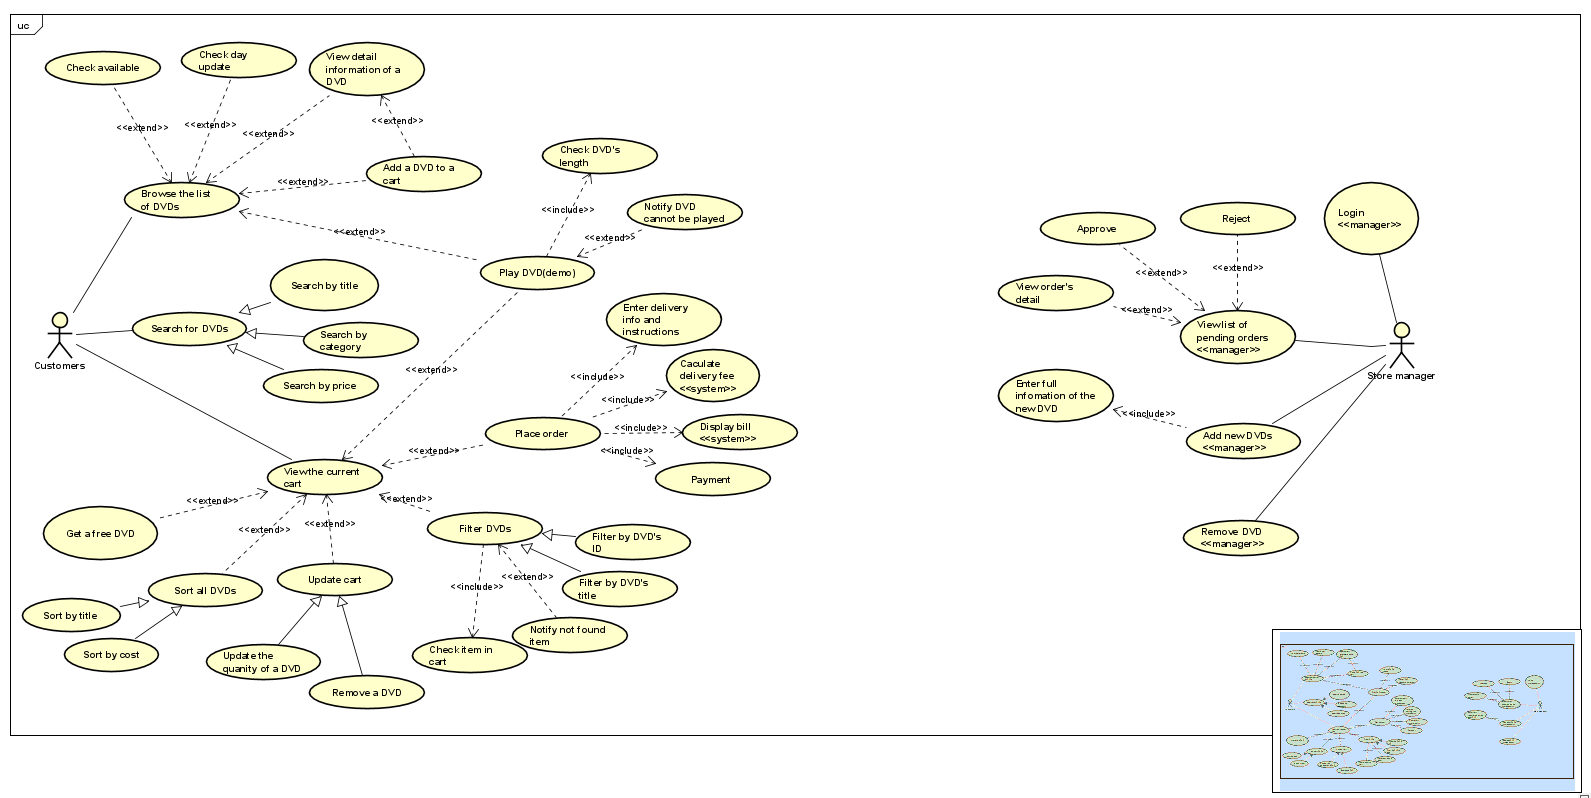 uc
Check available
Check day
update
View detail
information of a
DVD
<<extend>>
<<extend>>
<<extend>>
<<extend>>
Add a DVD to a
cart
<<extend>>
Browse the list
of DVDs
<<extend>>
Check DVD's
length
<<include>>
Notify DVD
cannot be played
<<extend>>
Play DVD(demo)
Search by title
Search for DVDs
Search by
category
Search by price
Customers
<<extend>>
Enter delivery
info and
instructions
<<include>>
Caculate
delivery fee
<<system>>
<<include>>
Place order
<<include>>
Display bill
<<system>>
<<include>>
Payment
<<extend>>
View the current
cart
<<extend>>
Get a free DVD
<<extend>>
<<extend>>
<<extend>>
Filter DVDs
Filter by DVD's
ID
Filter by DVD's
title
<<include>>
<<extend>>
Sort all DVDs
Update cart
Sort by title
Sort by cost
Update the
quanity of a DVD
Remove a DVD
Check item in
cart
Notify not found
item
Approve
Reject
Login
<<manager>>
<<extend>>
<<extend>>
View order's
detail
<<extend>>
View list of
pending orders
<<manager>>
Store manager
Enter full
infomation of the
new DVD
<<include>>
Add new DVDs
<<manager>>
Remove DVD
<<manager>>